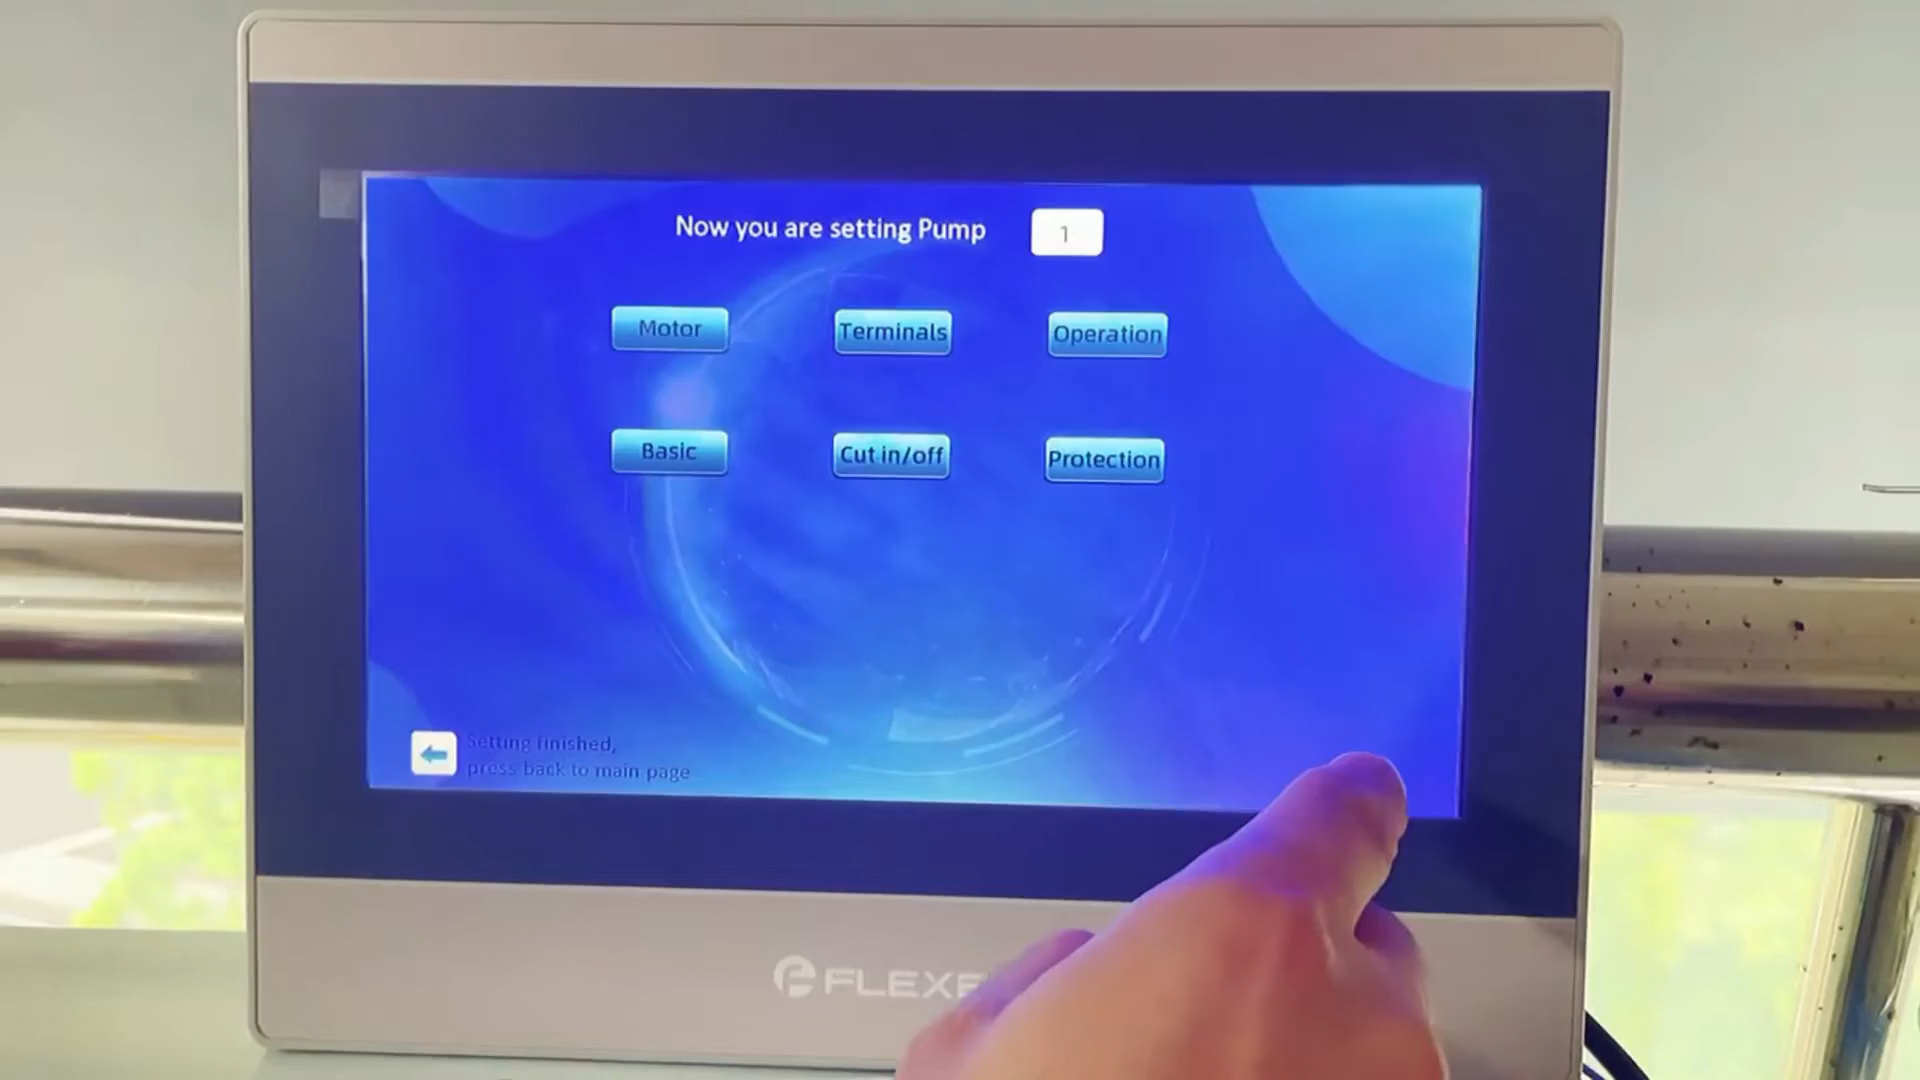 Now you are setting Pump 1
Motor Terminals Operation
Basic Cut in/off Protection
Setting finished,
press back to main page
FLEXE